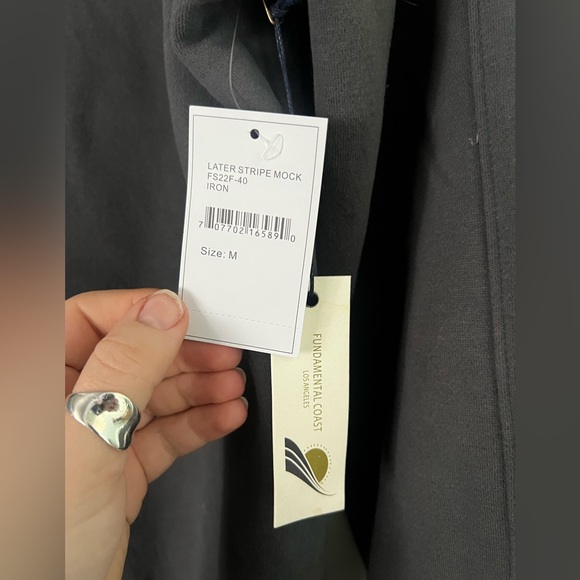 LATER STRIPE MOCK
FS22F-40
IRON
7 07702 16589 0
Size: M
FUNDAMENTAL COAST
LOS ANGELES